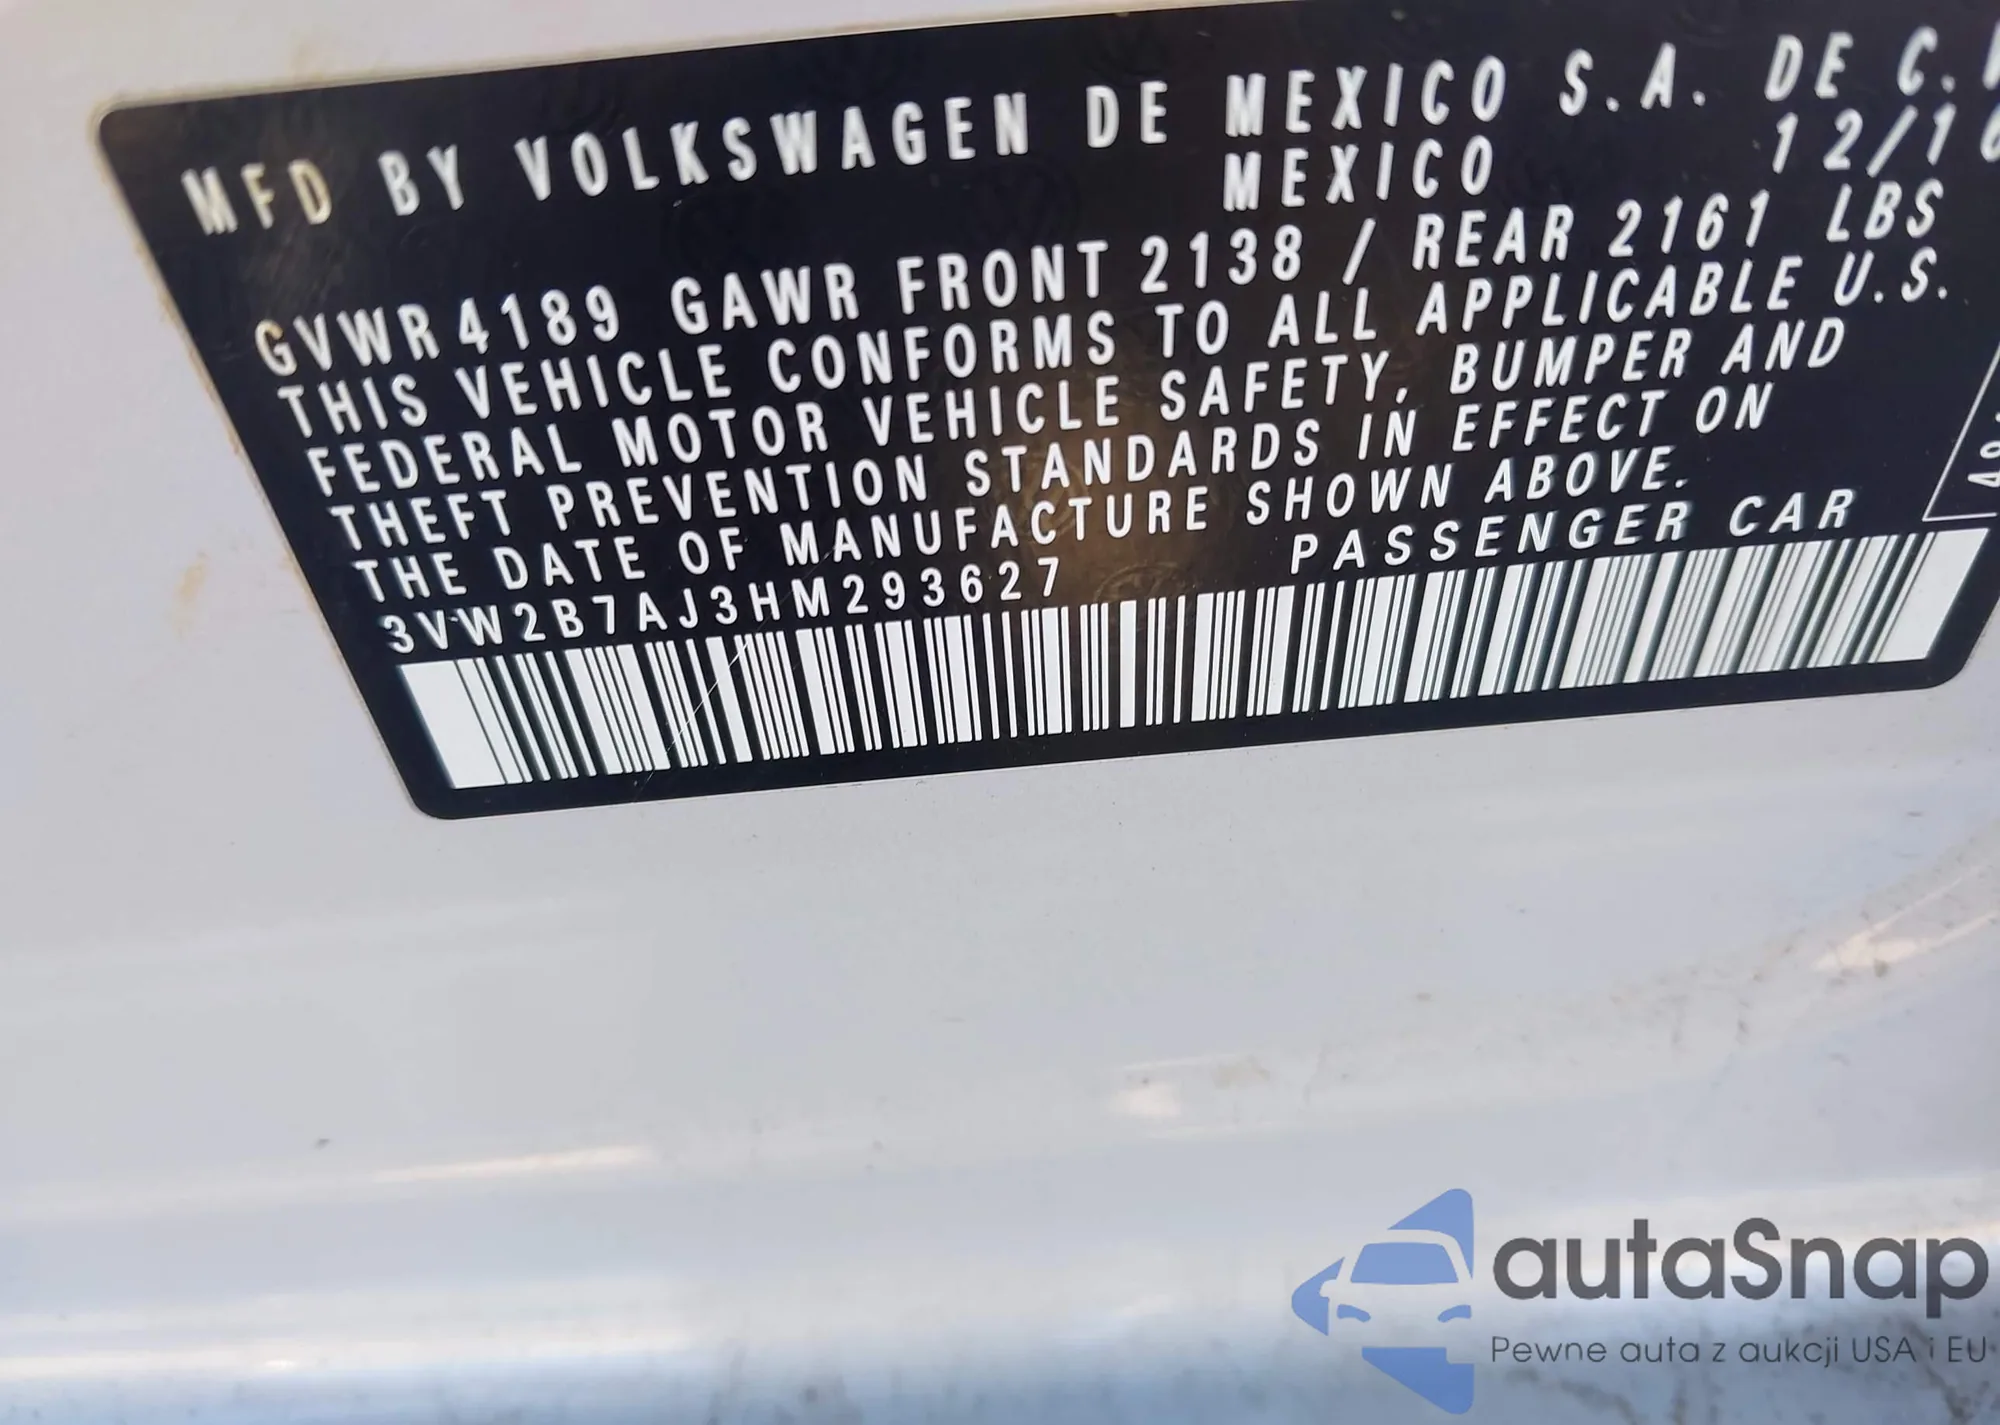 MFD BY VOLKSWAGEN DE MEXICO S.A. DE C.
MEXICO 12/16
GVWR 4189 GAWR FRONT 2138 / REAR 2161 LBS
THIS VEHICLE CONFORMS TO ALL APPLICABLE U.S.
FEDERAL MOTOR VEHICLE SAFETY, BUMPER AND
THEFT PREVENTION STANDARDS IN EFFECT ON
THE DATE OF MANUFACTURE SHOWN ABOVE.
3VW2B7AJ3HM293627 PASSENGER CAR
autaSnap
Pewne auta z aukcji USA i EU